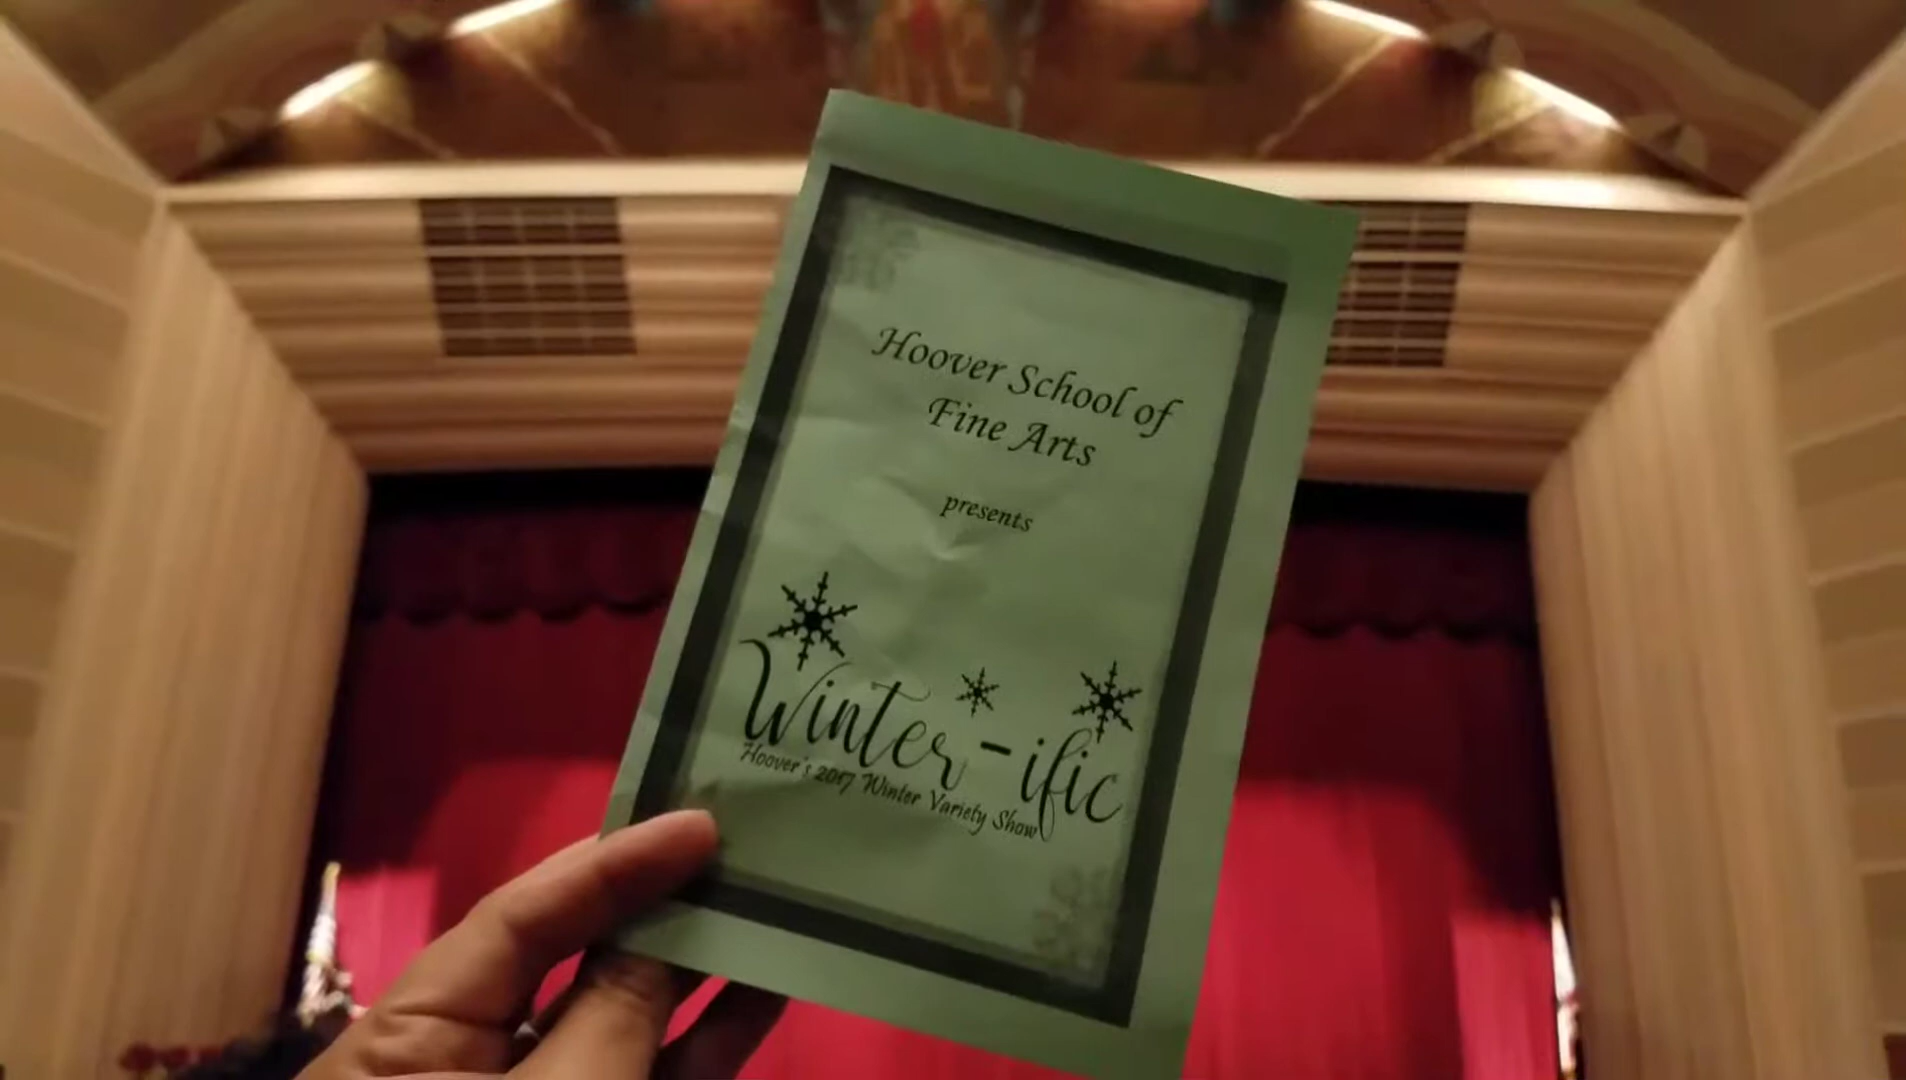 Hoover School of
Fine Arts
presents
Winter-ific
Hoover's 2017 Winter Variety Show